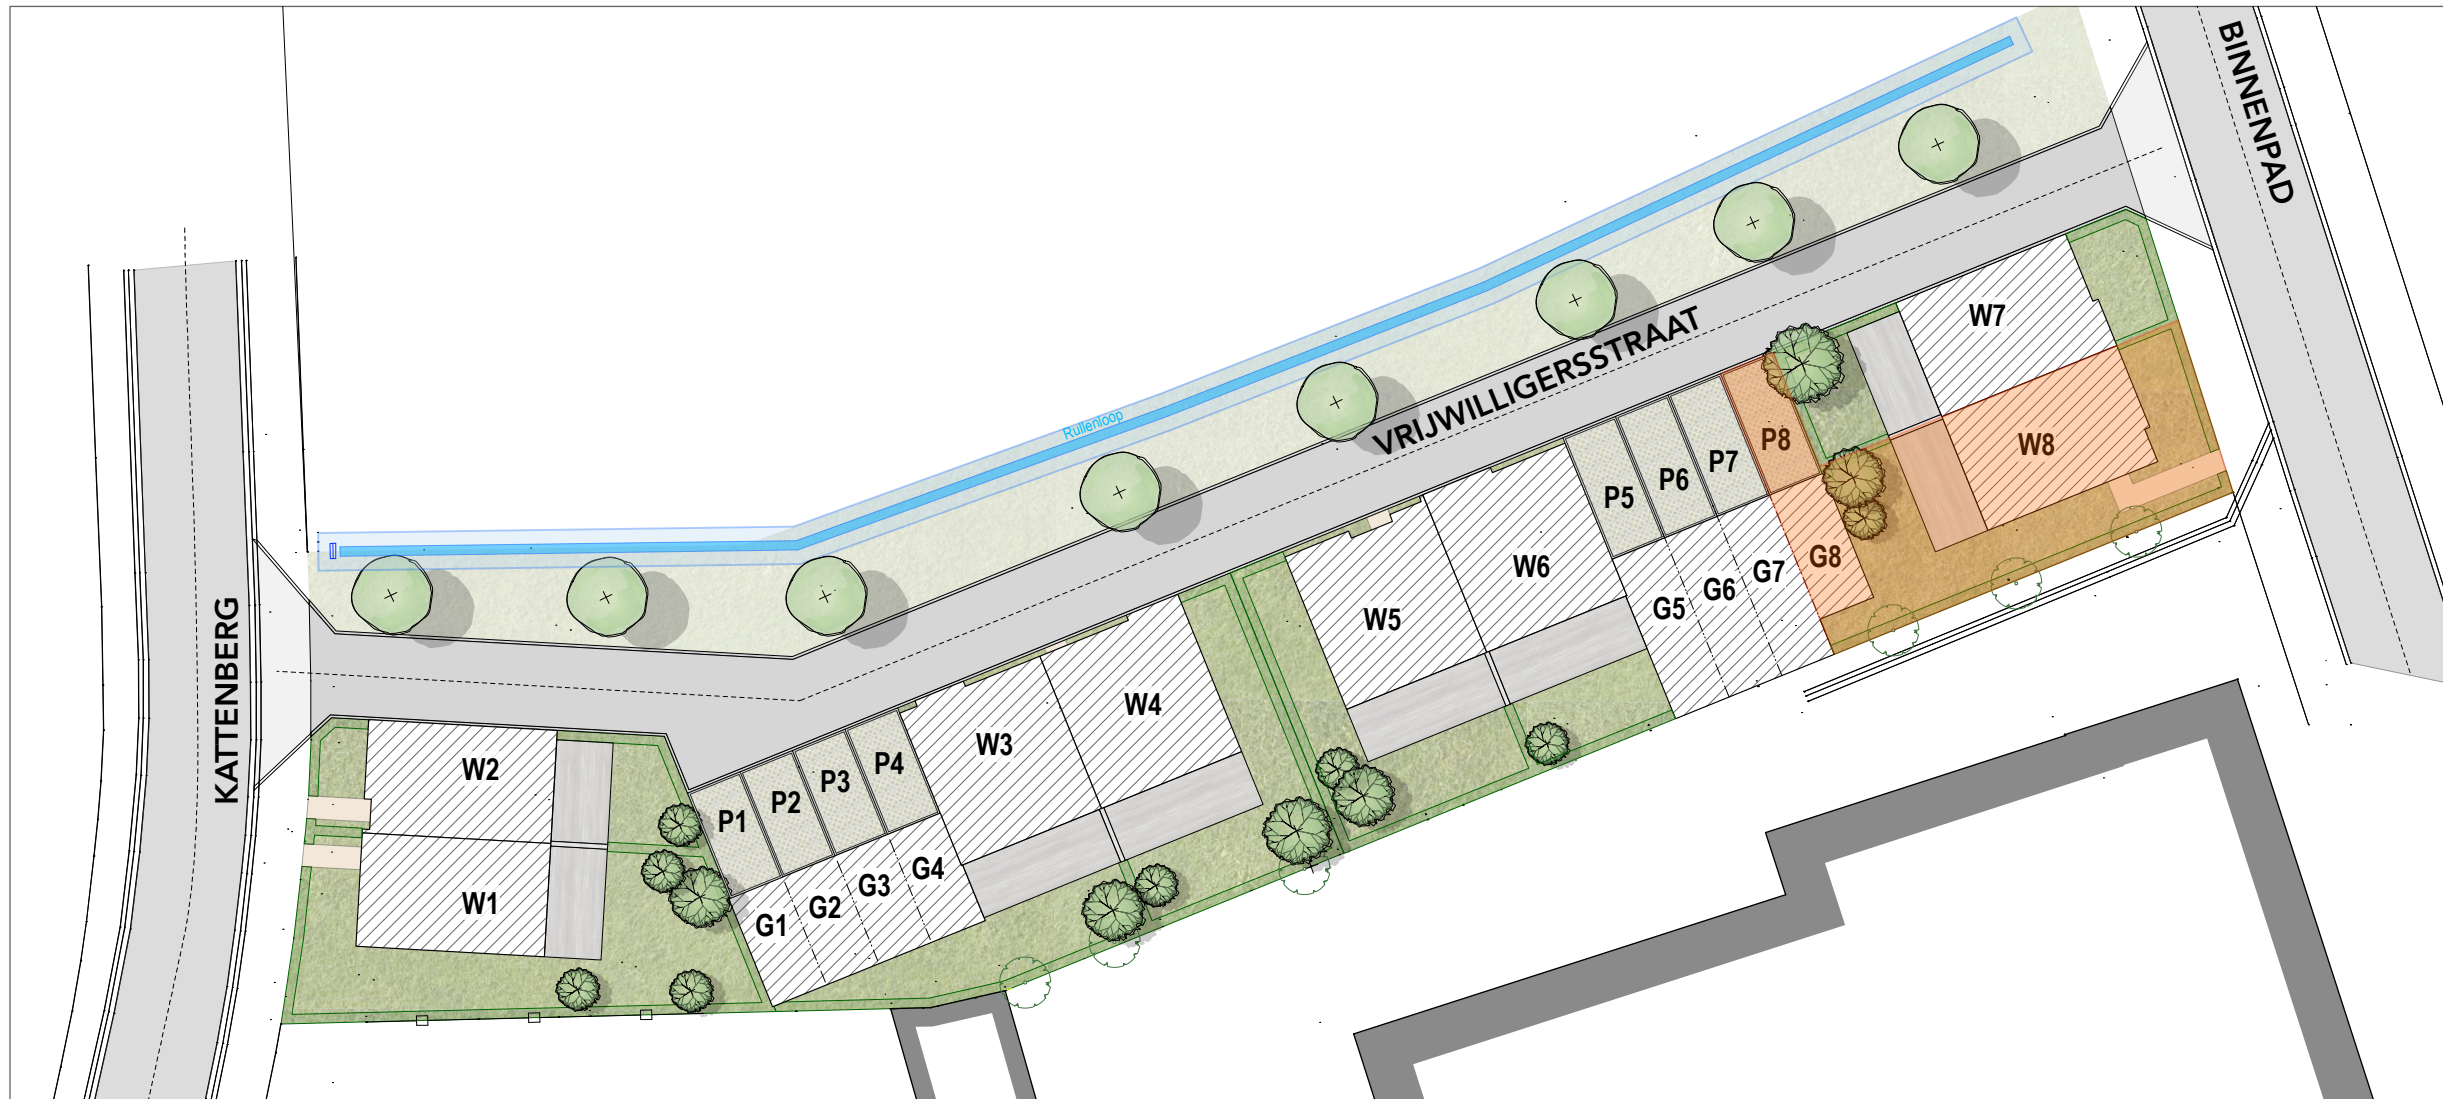 BINNENPAD
Rullenloop
VRIJWILLIGERSSTRAAT
KATTENBERG
W7
W8
P8
P7
P6
P5
G8
G7
G6
G5
W6
W5
W4
W3
P4
P3
P2
P1
G4
G3
G2
G1
W2
W1